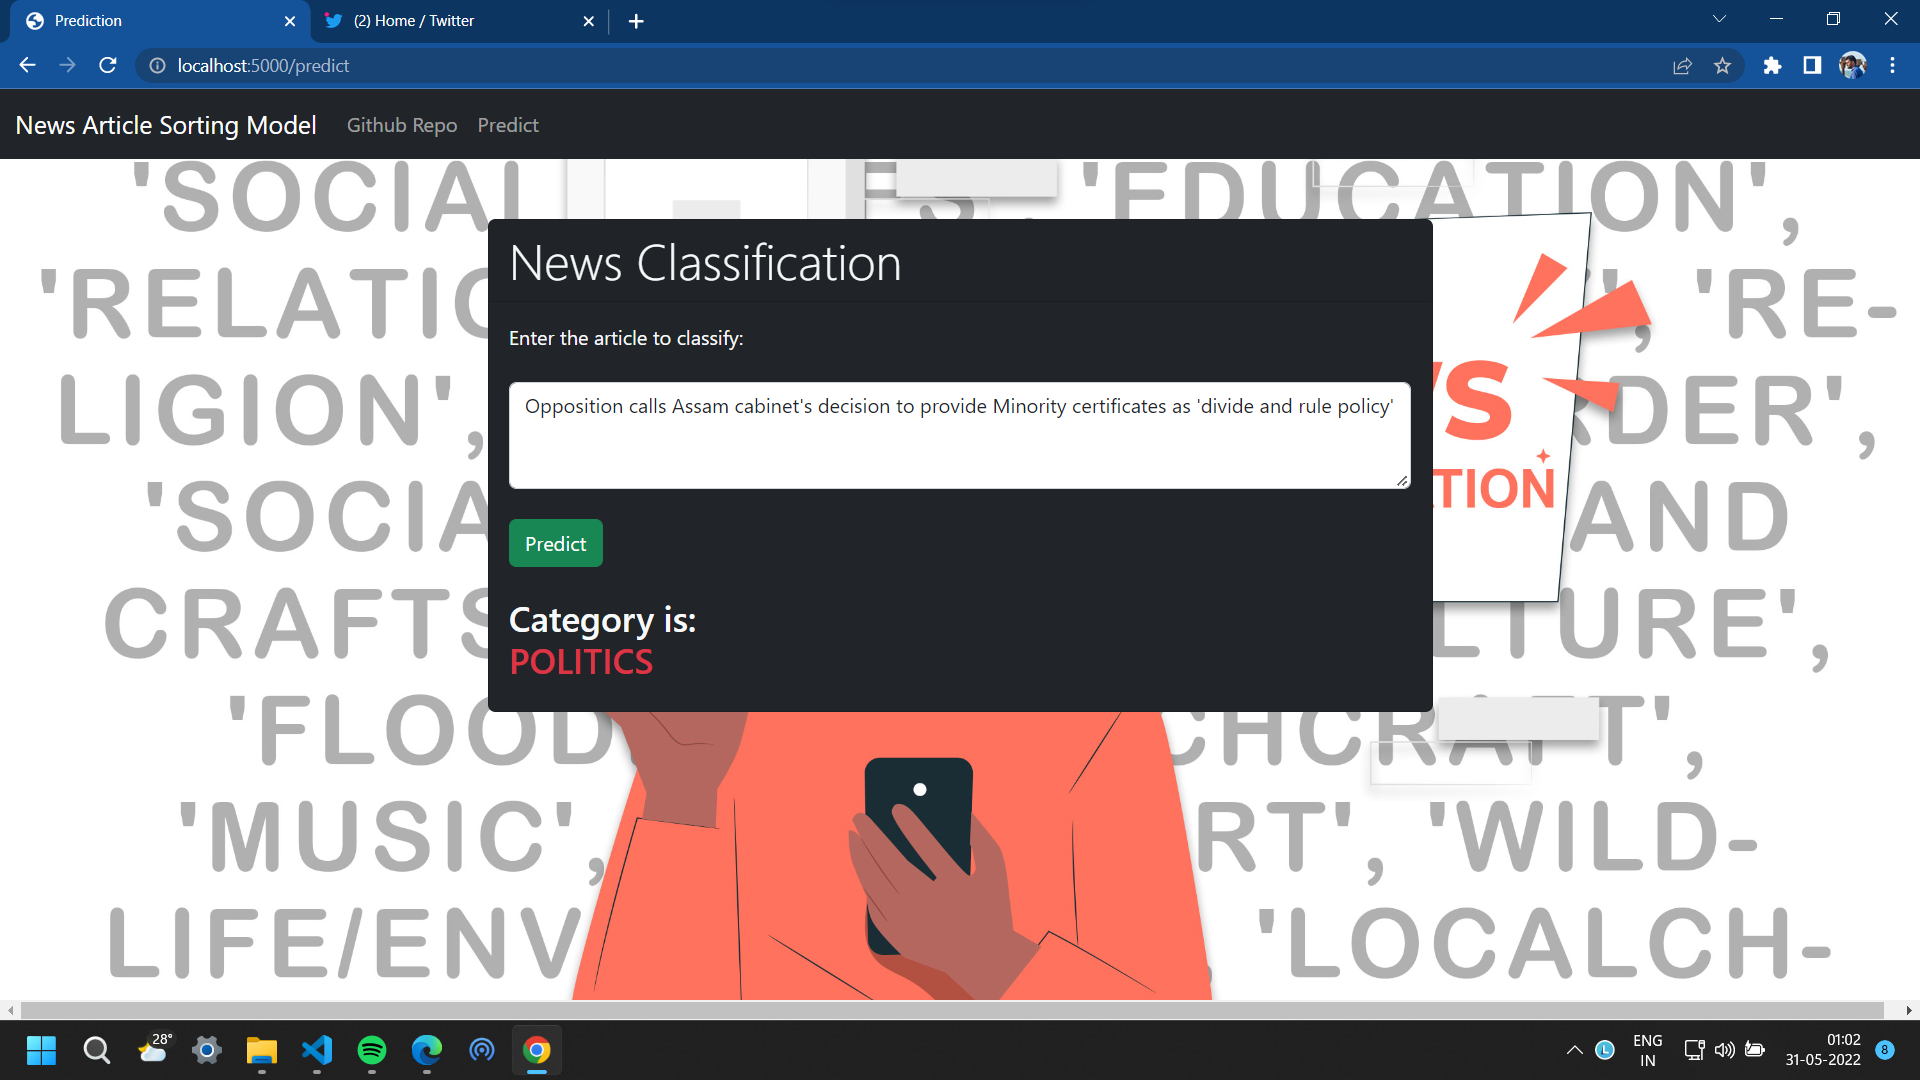 Prediction
(2) Home / Twitter
localhost:5000/predict
News Article Sorting Model
Github Repo
Predict
'SOCIAL
'EDUCATION',
News Classification
'RELATIO
'RE-
Enter the article to classify:
LIGION',
RDER',
Opposition calls Assam cabinet's decision to provide Minority certificates as 'divide and rule policy'
TION
'SOCIA
AND
Predict
CRAFTS
LTURE',
Category is:
POLITICS
'FLOOD
CHCRAFT',
'MUSIC',
RT', 'WILD-
LIFE/ENV
'LOCALCH-
28°
ENG
IN
01:02
31-05-2022
8